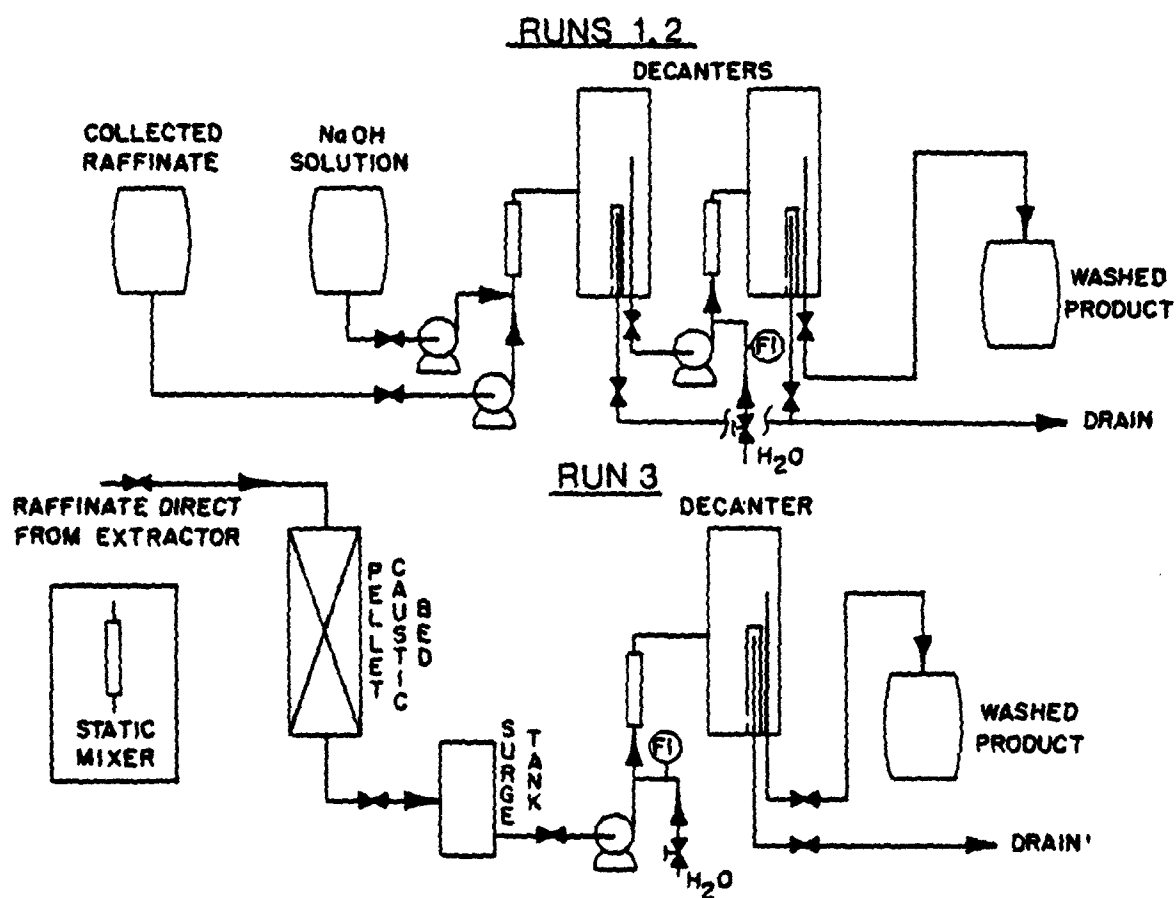 RUNS 1,2
DECANTERS
COLLECTED
RAFFINATE
NaOH
SOLUTION
WASHED
PRODUCT
FI
DRAIN
H2O
RUN 3
RAFFINATE DIRECT
FROM EXTRACTOR
DECANTER
CAUSTIC
PELLET
BED
STATIC
MIXER
SURGE
TANK
FI
WASHED
PRODUCT
DRAIN'
H2O